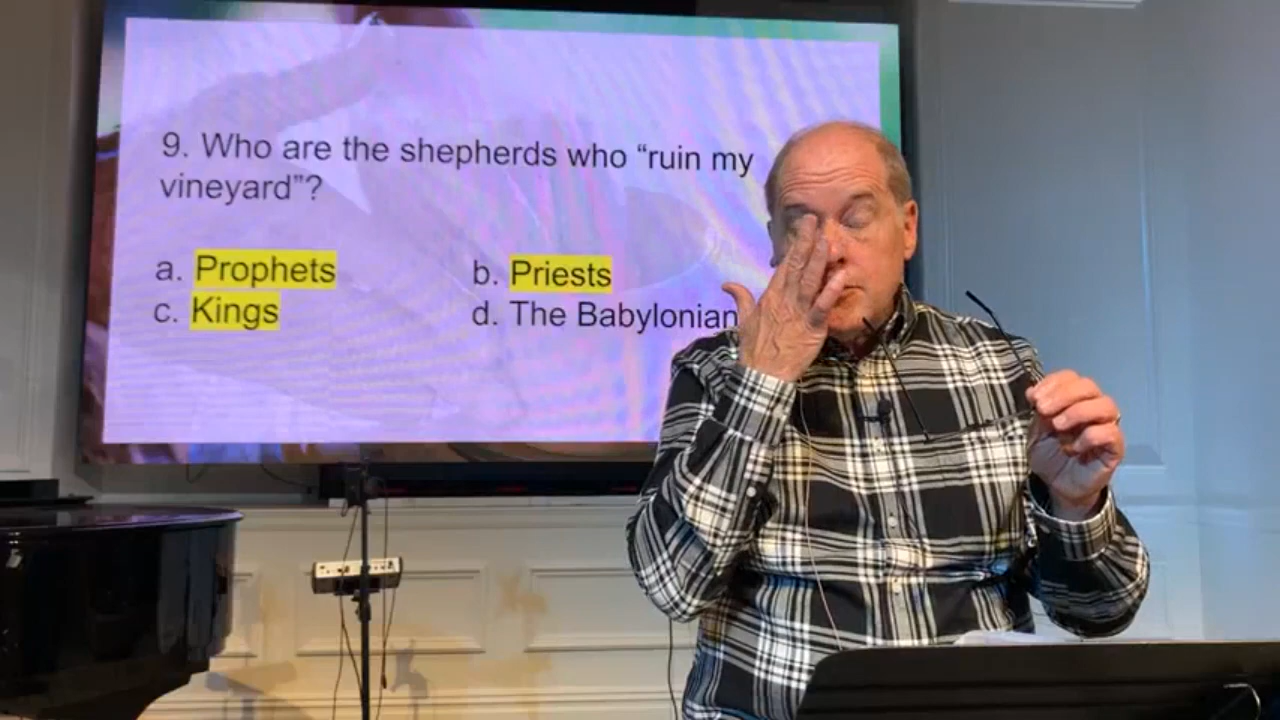 9. Who are the shepherds who “ruin my
vineyard”?
a. Prophets
b. Priests
c. Kings
d. The Babylonian